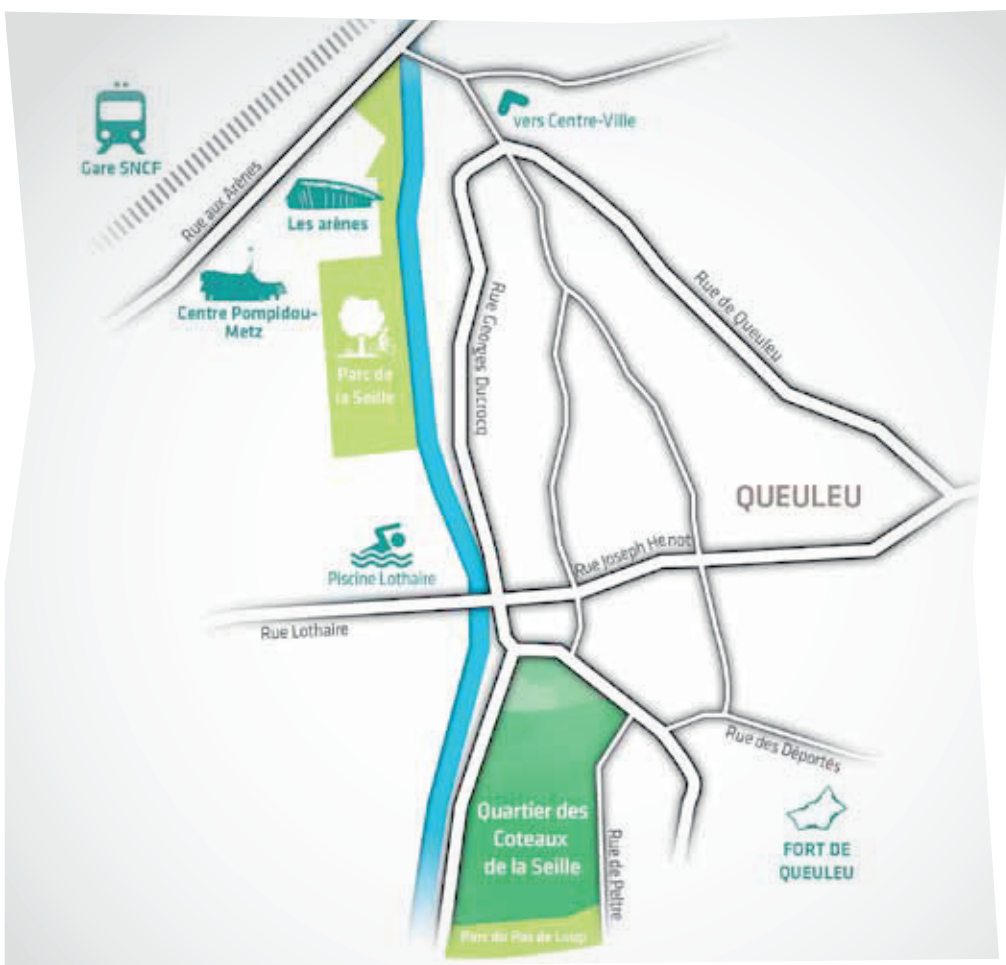 vers Centre-Ville
Gare SNCF
Rue aux Arènes
Les arènes
Centre Pompidou-
Metz
Rue de Queuleu
Rue Georges Ducrocq
Parc de
la Seille
QUEULEU
Rue Joseph Henot
Piscine Lothaire
Rue Lothaire
Rue des Déportés
Quartier des
Coteaux
de la Seille
Rue de Peltre
FORT DE
QUEULEU
Parc du Pas de Loup